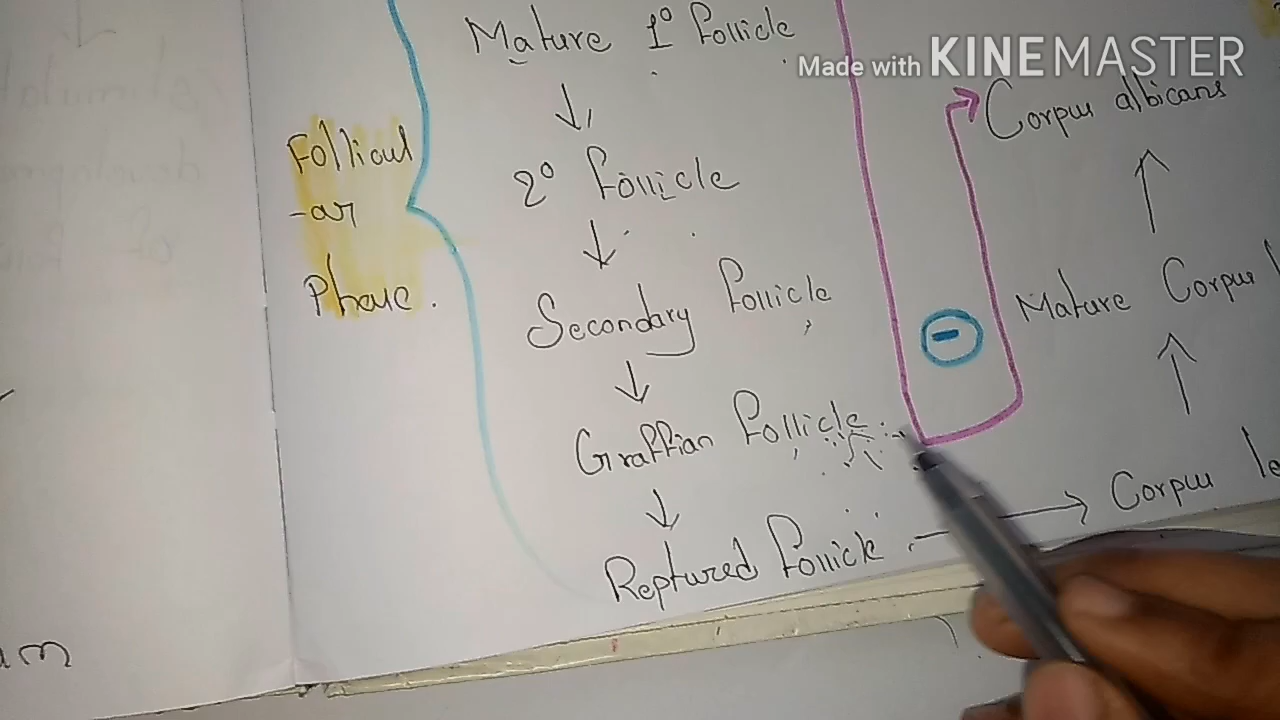 Mature 1° Follicle
Made with KINEMASTER
Corpus albicans
Follicul
-ar
Phase.
2° Follicle
Secondary Follicle
Mature Corpus
Graffian Follicle
Corpus
Reptured Follicle